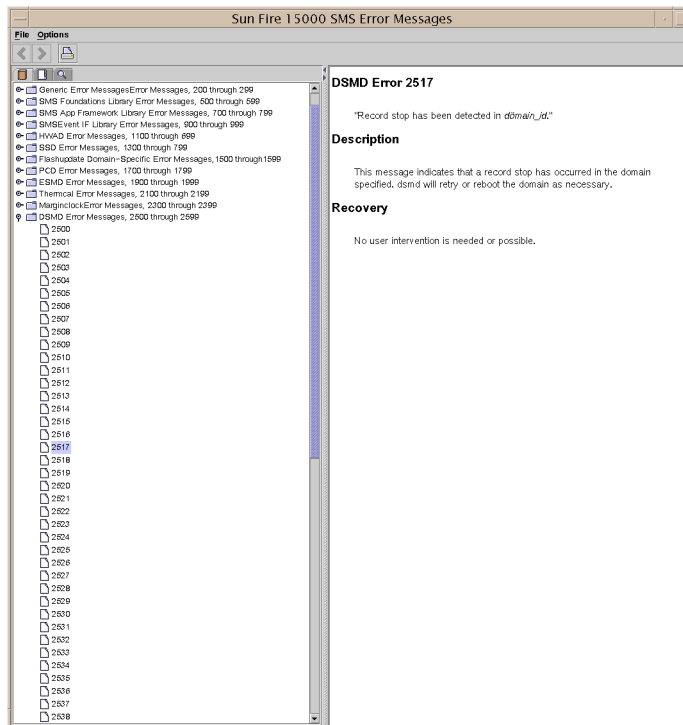 Sun Fire 15000 SMS Error Messages
File Options
Generic Error MessagesError Messages, 200 through 299
SMS Foundations Library Error Messages, 500 through 599
SMS App Framework Library Error Messages, 700 through 799
SMSEvent IF Library Error Messages, 900 through 999
HWAD Error Messages, 1100 through 699
SSD Error Messages, 1300 through 799
Flashupdate Domain-Specific Error Messages, 1500 through1599
PCD Error Messages, 1700 through 1799
ESMD Error Messages, 1900 through 1999
Thermcal Error Messages, 2100 through 2199
MarginclockError Messages, 2300 through 2399
DSMD Error Messages, 2500 through 2599
2500
2501
2502
2503
2504
2505
2506
2507
2508
2509
2510
2511
2512
2513
2514
2515
2516
2517
2518
2519
2520
2521
2522
2523
2524
2525
2526
2527
2528
2529
2530
2531
2532
2533
2534
2535
2536
2537
2538
DSMD Error 2517
"Record stop has been detected in domain_id."
Description
This message indicates that a record stop has occurred in the domain
specified. dsmd will retry or reboot the domain as necessary.
Recovery
No user intervention is needed or possible.